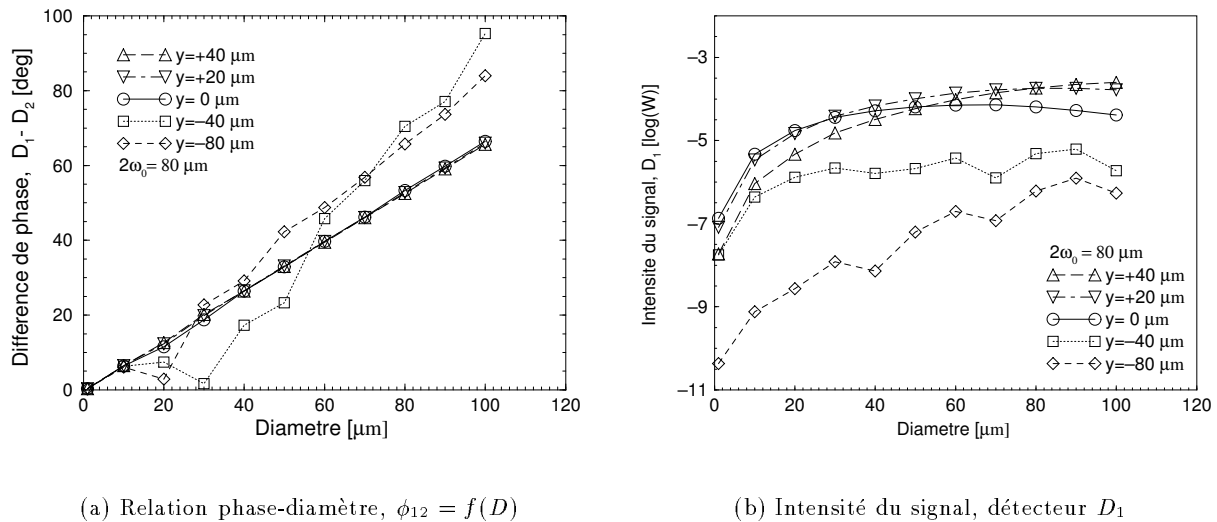 100
80
60
40
20
0
Difference de phase, D₁- D₂ [deg]
y=+40 μm
y=+20 μm
y= 0 μm
y=−40 μm
y=−80 μm
2ω₀= 80 μm
0 20 40 60 80 100 120
Diametre [μm]
−3
−5
−7
−9
−11
Intensite du signal, D₁ [log(W)]
2ω₀ = 80 μm
y=+40 μm
y=+20 μm
y= 0 μm
y=−40 μm
y=−80 μm
0 20 40 60 80 100 120
Diametre [μm]
(a) Relation phase-diamètre, ϕ₁₂ = f(D)
(b) Intensité du signal, détecteur D₁